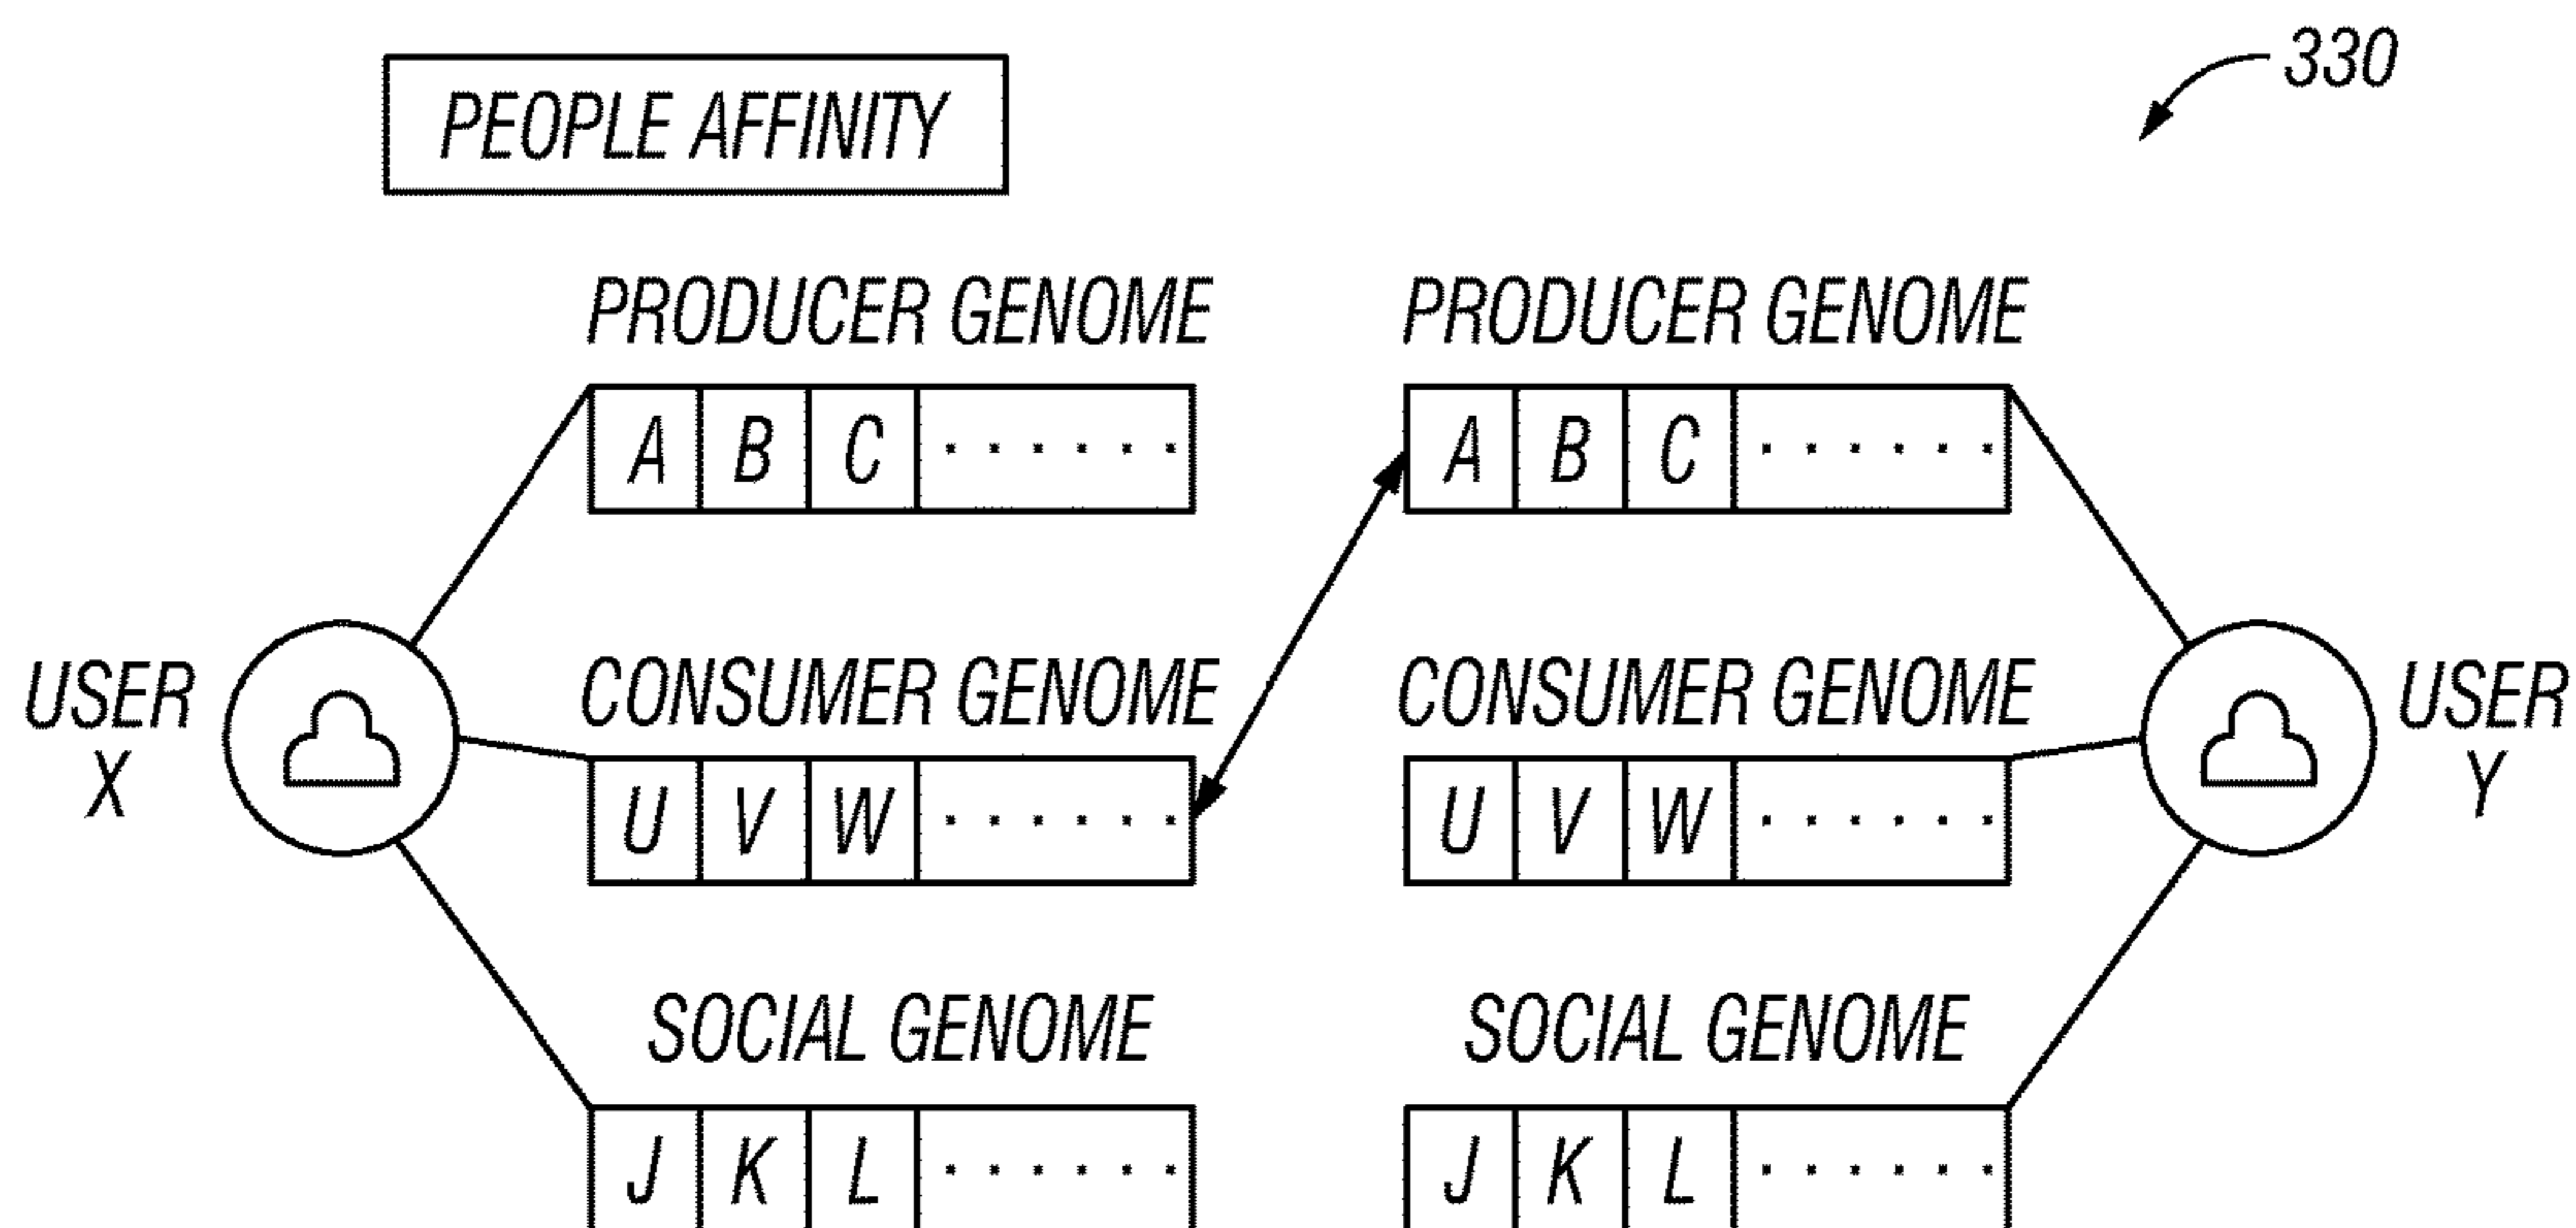 330
PEOPLE AFFINITY
PRODUCER GENOME PRODUCER GENOME
A B C ...... A B C ......
USER X
CONSUMER GENOME CONSUMER GENOME
USER Y
U V W ...... U V W ......
SOCIAL GENOME SOCIAL GENOME
J K L ...... J K L ......